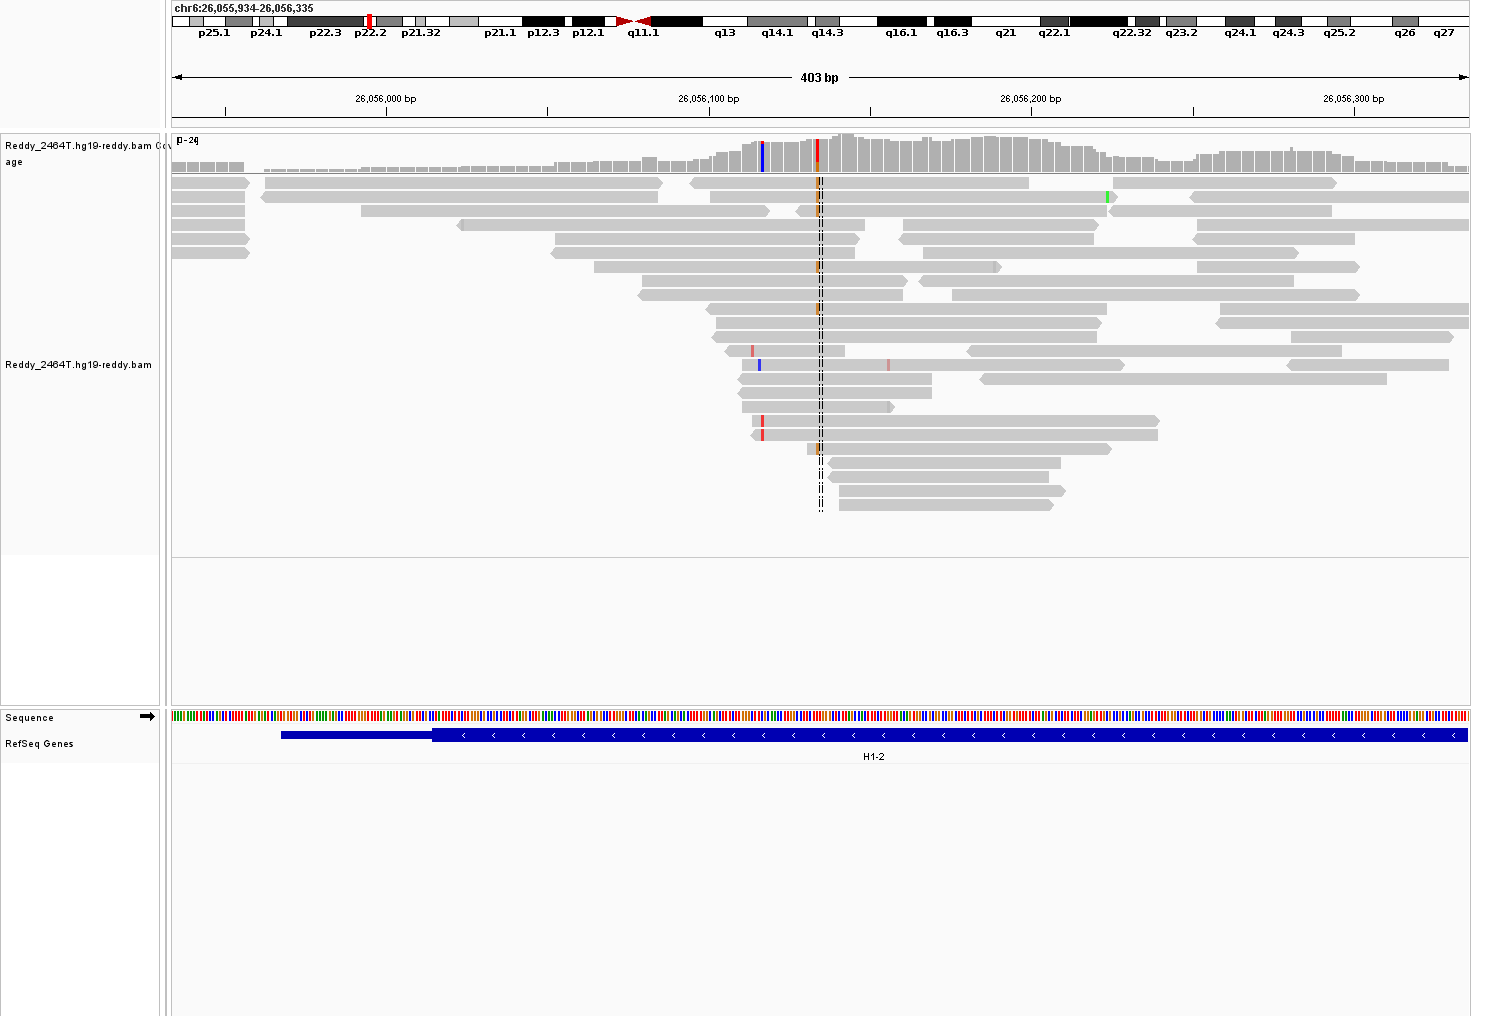 chr6:26,055,934-26,056,335
p25.1 p24.1 p22.3 p22.2 p21.32 p21.1 p12.3 p12.1 q11.1 q13 q14.1 q14.3 q16.1 q16.3 q21 q22.1 q22.32 q23.2 q24.1 q24.3 q25.2 q26 q27
403 bp
26,056,000 bp 26,056,100 bp 26,056,200 bp 26,056,300 bp
Reddy_2464T.hg19-reddy.bam Cov
age
[0-24]
Reddy_2464T.hg19-reddy.bam
Sequence
RefSeq Genes
H1-2